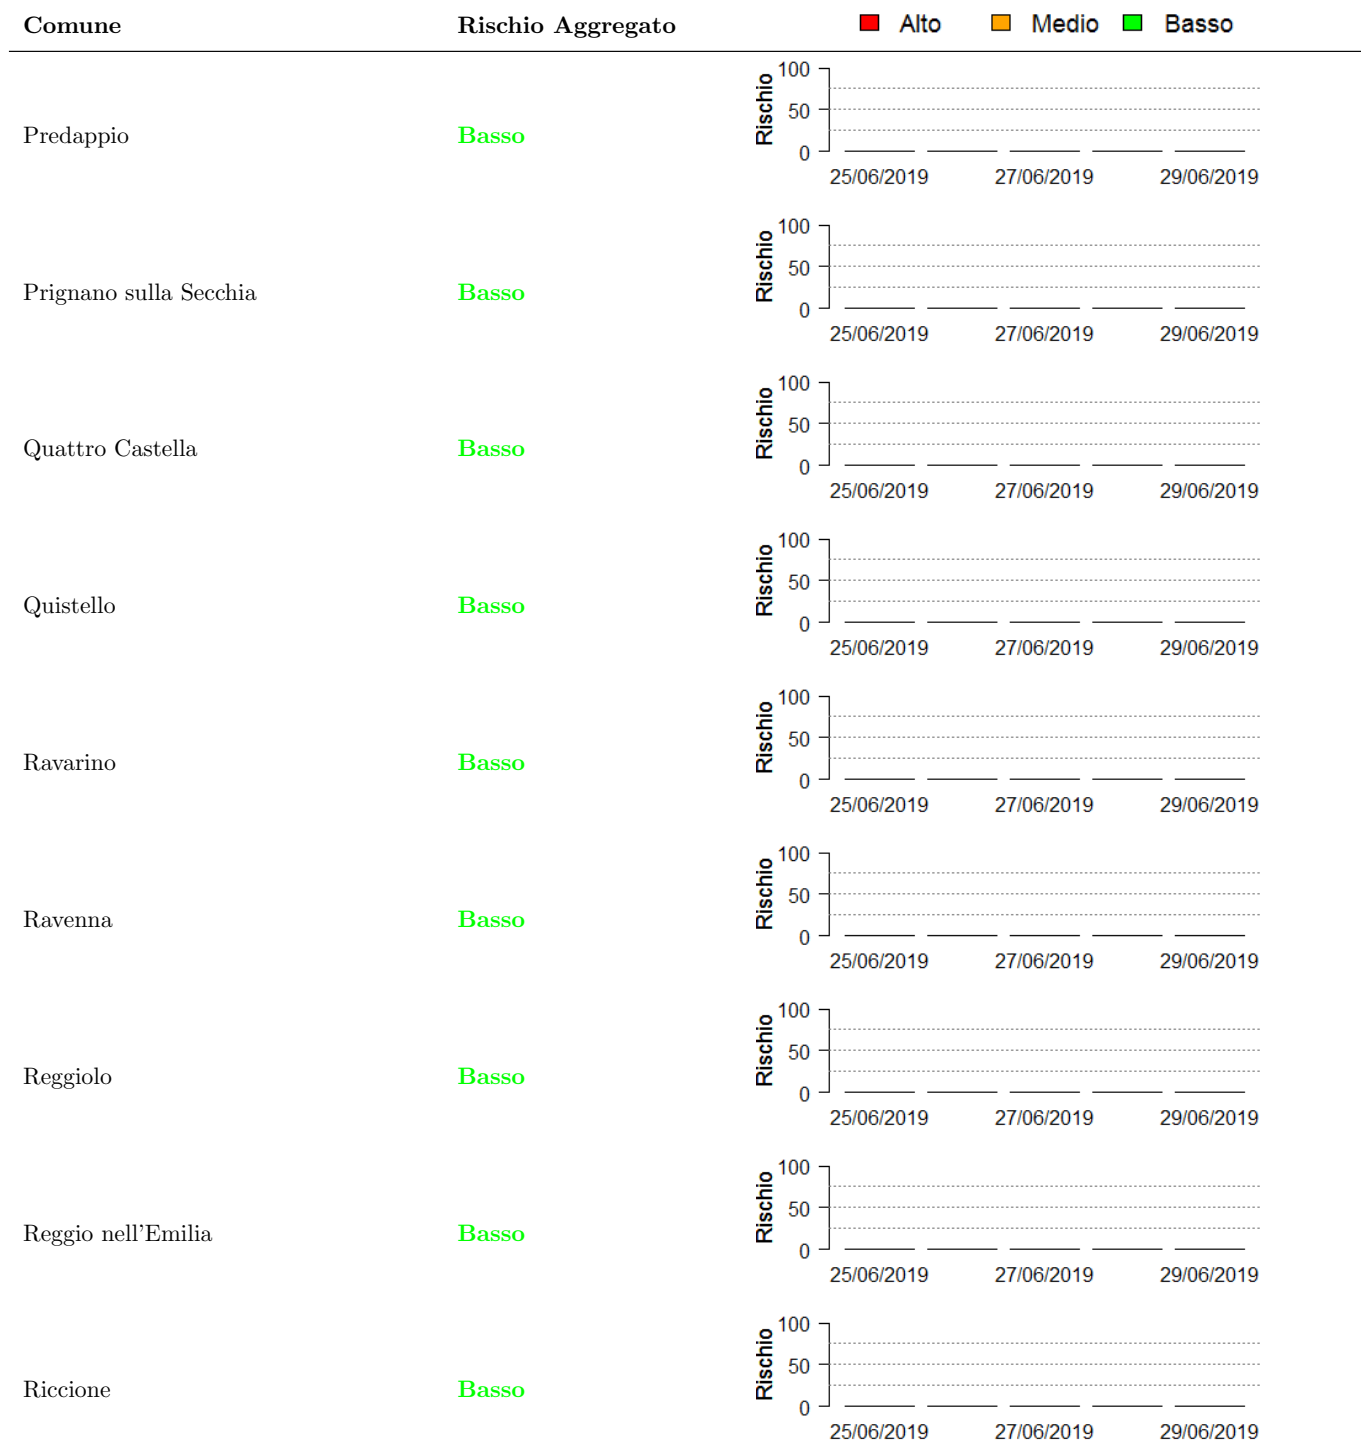 Comune Rischio Aggregato Alto Medio Basso
Predappio Basso
Rischio
100
50
0
25/06/2019 27/06/2019 29/06/2019
Prignano sulla Secchia Basso
Rischio
100
50
0
25/06/2019 27/06/2019 29/06/2019
Quattro Castella Basso
Rischio
100
50
0
25/06/2019 27/06/2019 29/06/2019
Quistello Basso
Rischio
100
50
0
25/06/2019 27/06/2019 29/06/2019
Ravarino Basso
Rischio
100
50
0
25/06/2019 27/06/2019 29/06/2019
Ravenna Basso
Rischio
100
50
0
25/06/2019 27/06/2019 29/06/2019
Reggiolo Basso
Rischio
100
50
0
25/06/2019 27/06/2019 29/06/2019
Reggio nell'Emilia Basso
Rischio
100
50
0
25/06/2019 27/06/2019 29/06/2019
Riccione Basso
Rischio
100
50
0
25/06/2019 27/06/2019 29/06/2019